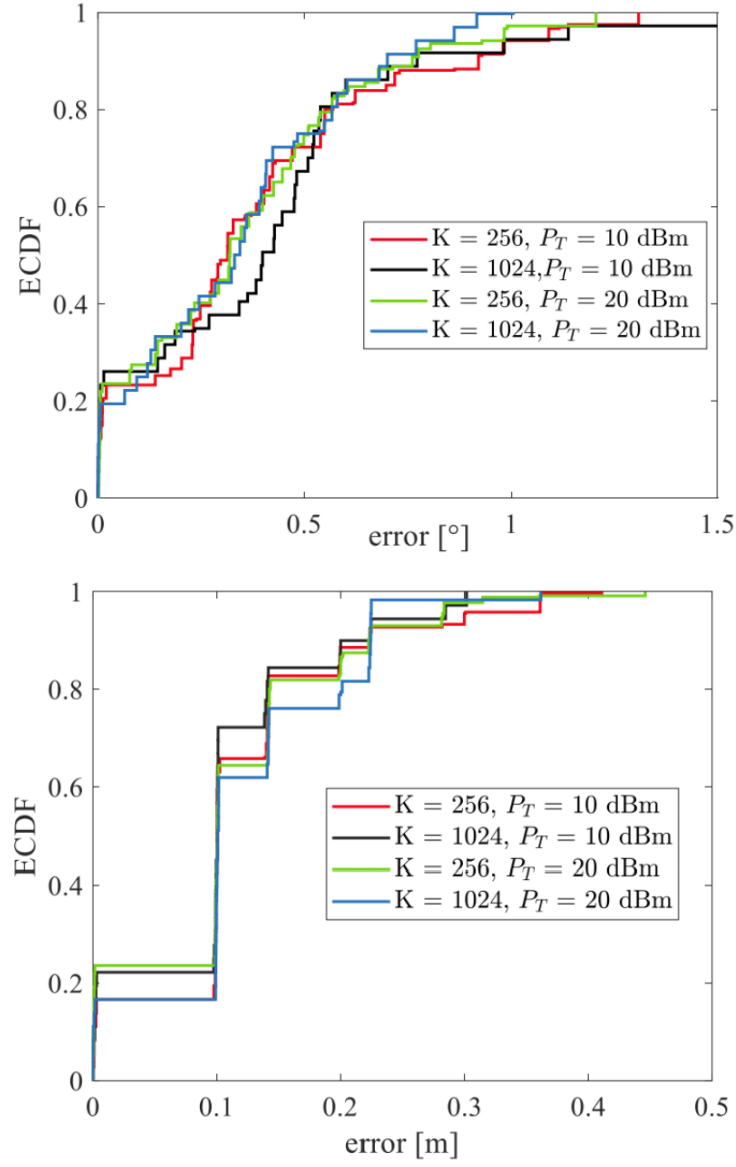 1
0.8
0.6
0.4
0.2
0
ECDF
K = 256, P_T = 10 dBm
K = 1024,P_T = 10 dBm
K = 256, P_T = 20 dBm
K = 1024, P_T = 20 dBm
0 0.5 1 1.5
error [°]
1
0.8
0.6
0.4
0.2
0
ECDF
K = 256, P_T = 10 dBm
K = 1024, P_T = 10 dBm
K = 256, P_T = 20 dBm
K = 1024, P_T = 20 dBm
0 0.1 0.2 0.3 0.4 0.5
error [m]